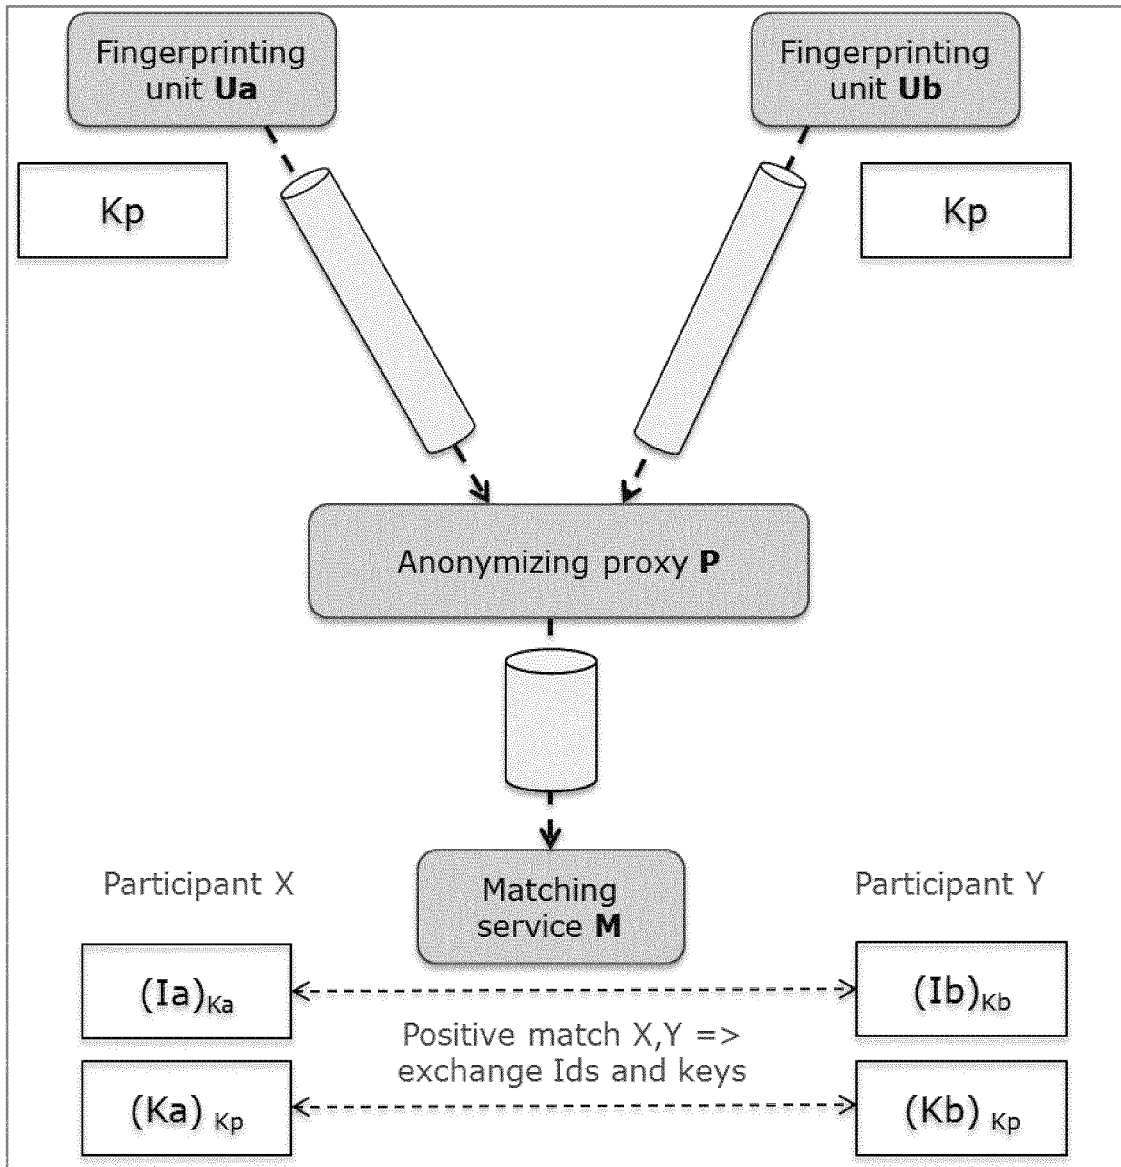 Fingerprinting
unit Ua
Fingerprinting
unit Ub
Kp
Kp
Anonymizing proxy P
Matching
service M
Participant X
Participant Y
(Ia)Ka
(Ib)Kb
Positive match X,Y =>
exchange Ids and keys
(Ka) Kp
(Kb) Kp